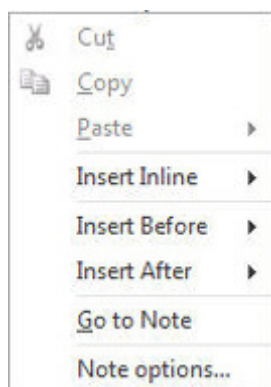 Cut
Copy
Paste
Insert Inline
Insert Before
Insert After
Go to Note
Note options...